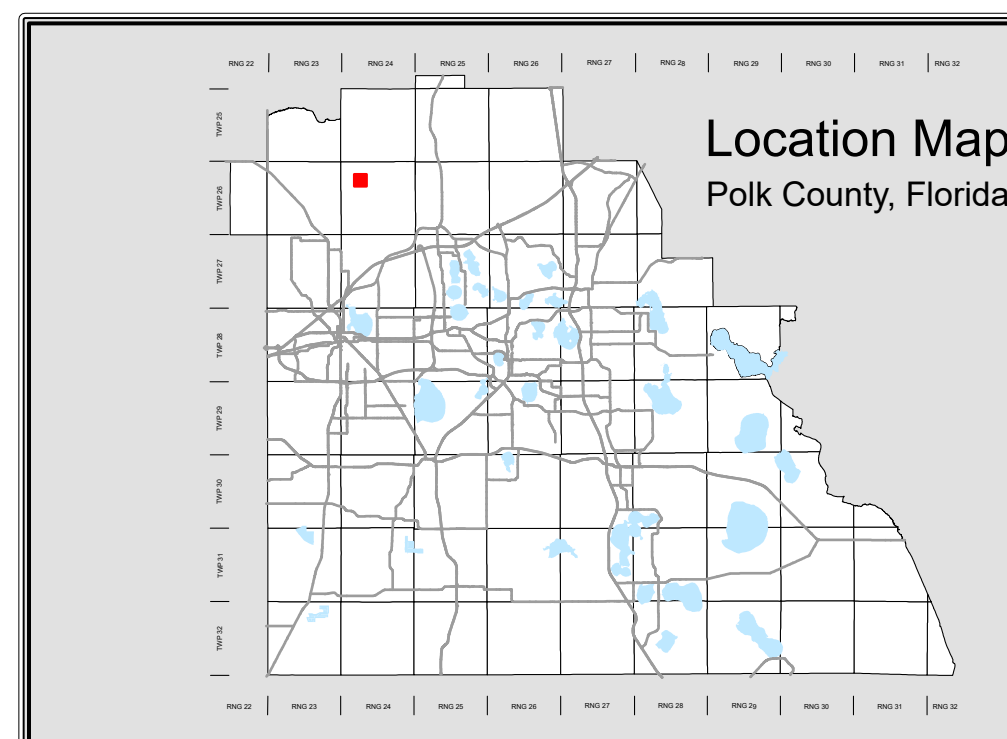 RNG 22 RNG 23 RNG 24 RNG 25 RNG 26 RNG 27 RNG 28 RNG 29 RNG 30 RNG 31 RNG 32
Location Map
Polk County, Florida
TWP 25
TWP 26
TWP 27
TWP 28
TWP 29
TWP 30
TWP 31
TWP 32
RNG 22 RNG 23 RNG 24 RNG 25 RNG 26 RNG 27 RNG 28 RNG 29 RNG 30 RNG 31 RNG 32